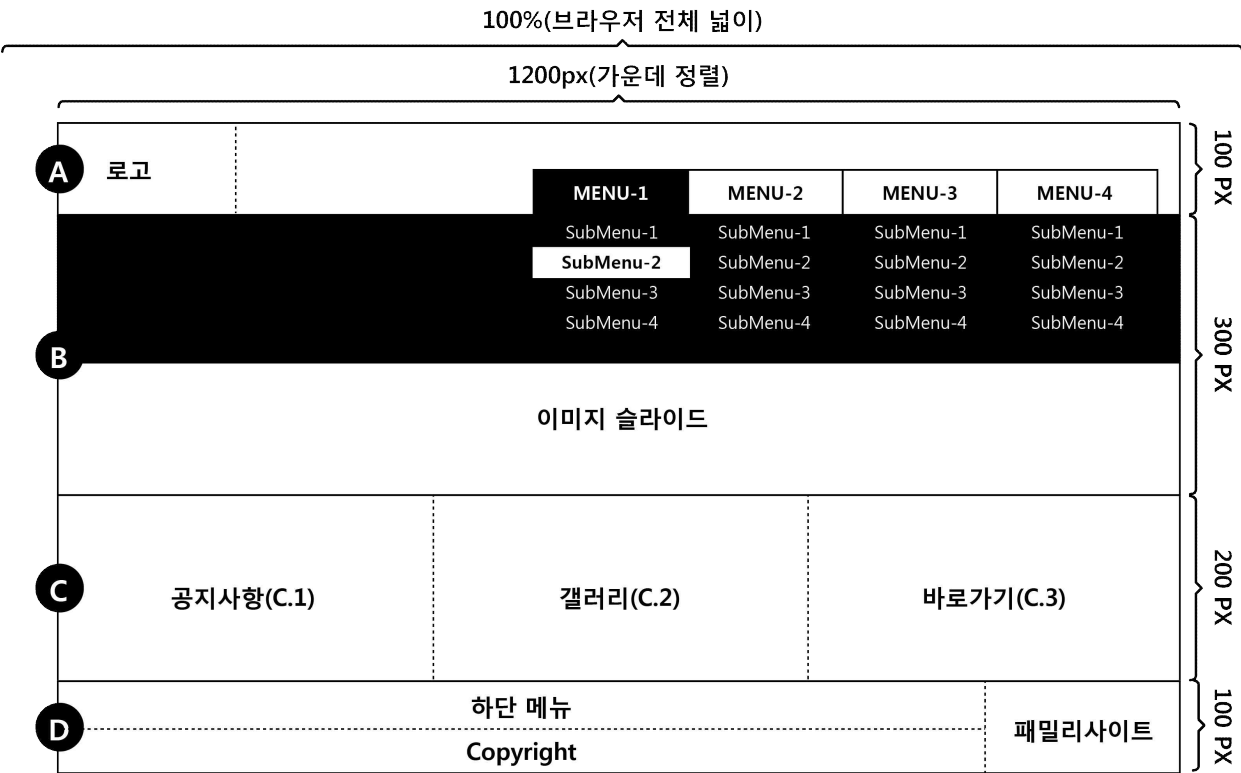 100%(브라우저 전체 넓이)
1200px(가운데 정렬)
A
로고
100 PX
MENU-1 MENU-2 MENU-3 MENU-4
SubMenu-1 SubMenu-1 SubMenu-1 SubMenu-1
SubMenu-2 SubMenu-2 SubMenu-2 SubMenu-2
SubMenu-3 SubMenu-3 SubMenu-3 SubMenu-3
SubMenu-4 SubMenu-4 SubMenu-4 SubMenu-4
B
300 PX
이미지 슬라이드
C
공지사항(C.1) 갤러리(C.2) 바로가기(C.3)
200 PX
D
하단 메뉴
Copyright
패밀리사이트
100 PX